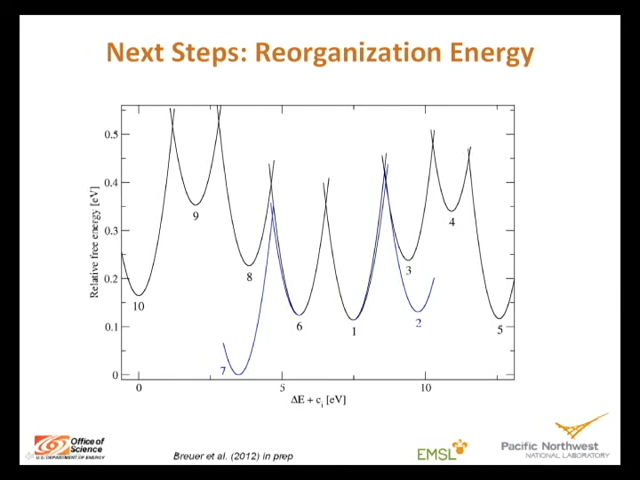 Next Steps: Reorganization Energy
0.5
0.4
0.3
0.2
0.1
0
Relative free energy [eV]
10
9
8
7
6
1
3
2
4
5
0
5
10
ΔE + cᵢ [eV]
Office of
Science
U.S. DEPARTMENT OF ENERGY
Breuer et al. (2012) in prep
EMSL
Pacific Northwest
NATIONAL LABORATORY